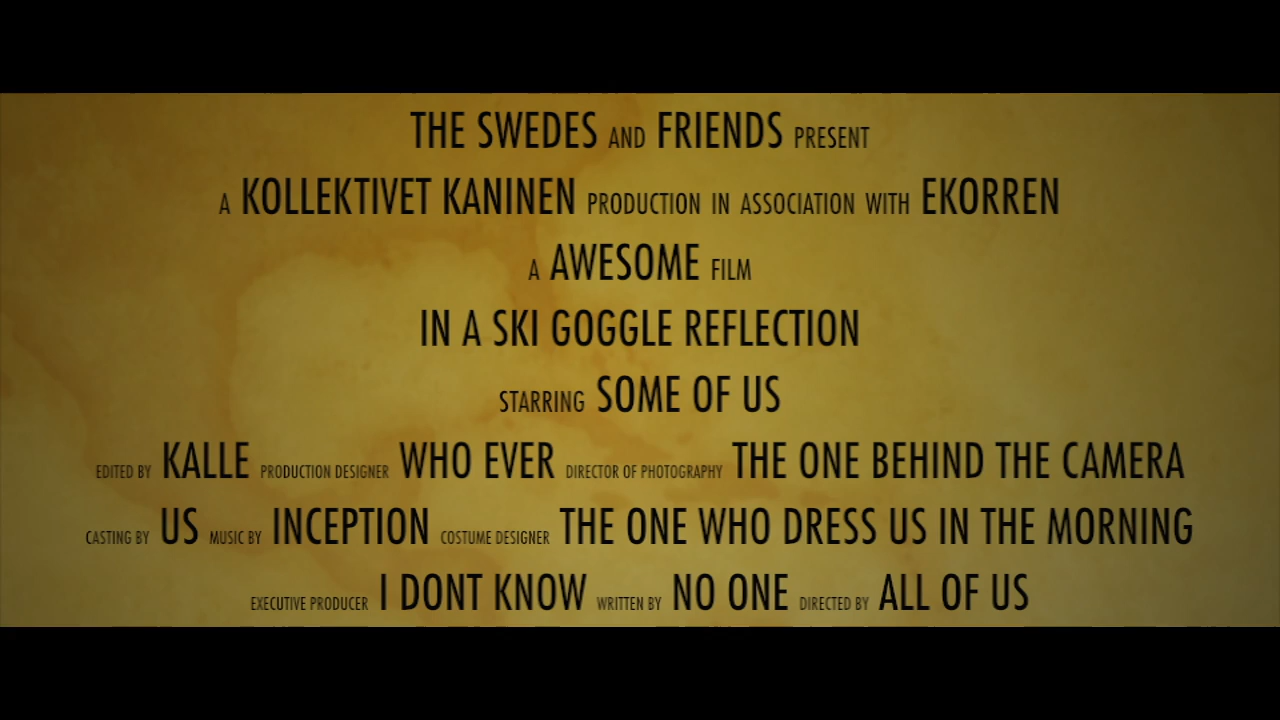 THE SWEDES AND FRIENDS PRESENT
A KOLLEKTIVET KANINEN PRODUCTION IN ASSOCIATION WITH EKORREN
A AWESOME FILM
IN A SKI GOGGLE REFLECTION
STARRING SOME OF US
EDITED BY KALLE PRODUCTION DESIGNER WHO EVER DIRECTOR OF PHOTOGRAPHY THE ONE BEHIND THE CAMERA
CASTING BY US MUSIC BY INCEPTION COSTUME DESIGNER THE ONE WHO DRESS US IN THE MORNING
EXECUTIVE PRODUCER I DONT KNOW WRITTEN BY NO ONE DIRECTED BY ALL OF US